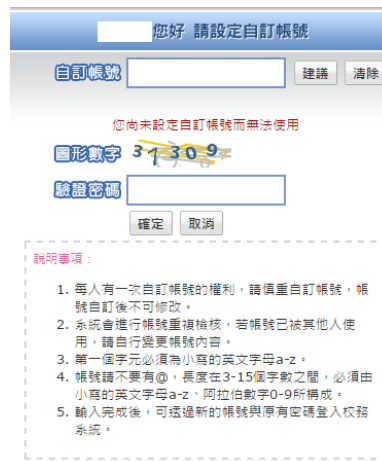 您好 請設定自訂帳號
自訂帳號 建議 清除
您尚未設定自訂帳號而無法使用
圖形數字 31309
驗證密碼
確定 取消
說明事項：
1. 每人有一次自訂帳號的權利，請慎重自訂帳號，帳
號自訂後不可修改。
2. 系統會進行帳號重複檢核，若帳號已被其他人使
用，請自行變更帳號內容。
3. 第一個字元必須為小寫的英文字母a-z。
4. 帳號請不要有@，長度在3-15個字數之間，必須由
小寫的英文字母a-z、阿拉伯數字0-9所構成。
5. 輸入完成後，可透過新的帳號與原有密碼登入校務
系統。